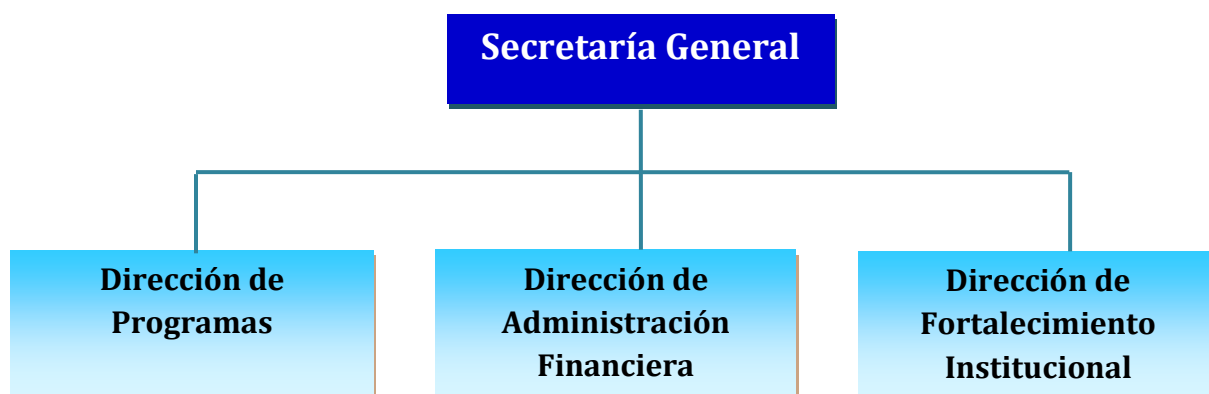 Secretaría General
Dirección de
Programas
Dirección de
Administración
Financiera
Dirección de
Fortalecimiento
Institucional